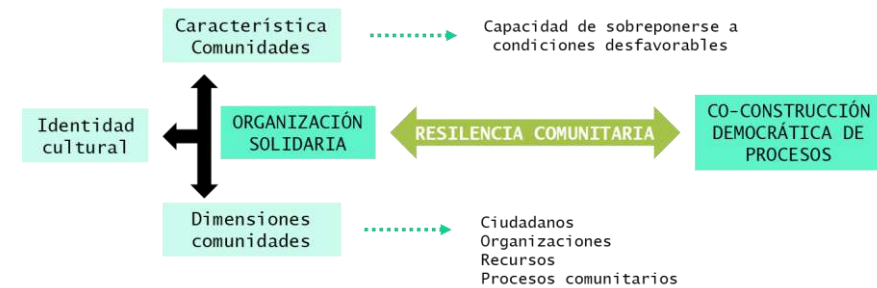 Característica
Comunidades
Capacidad de sobreponerse a
condiciones desfavorables
Identidad
cultural
ORGANIZACIÓN
SOLIDARIA
RESILENCIA COMUNITARIA
CO-CONSTRUCCIÓN
DEMOCRÁTICA DE
PROCESOS
Dimensiones
comunidades
Ciudadanos
Organizaciones
Recursos
Procesos comunitarios